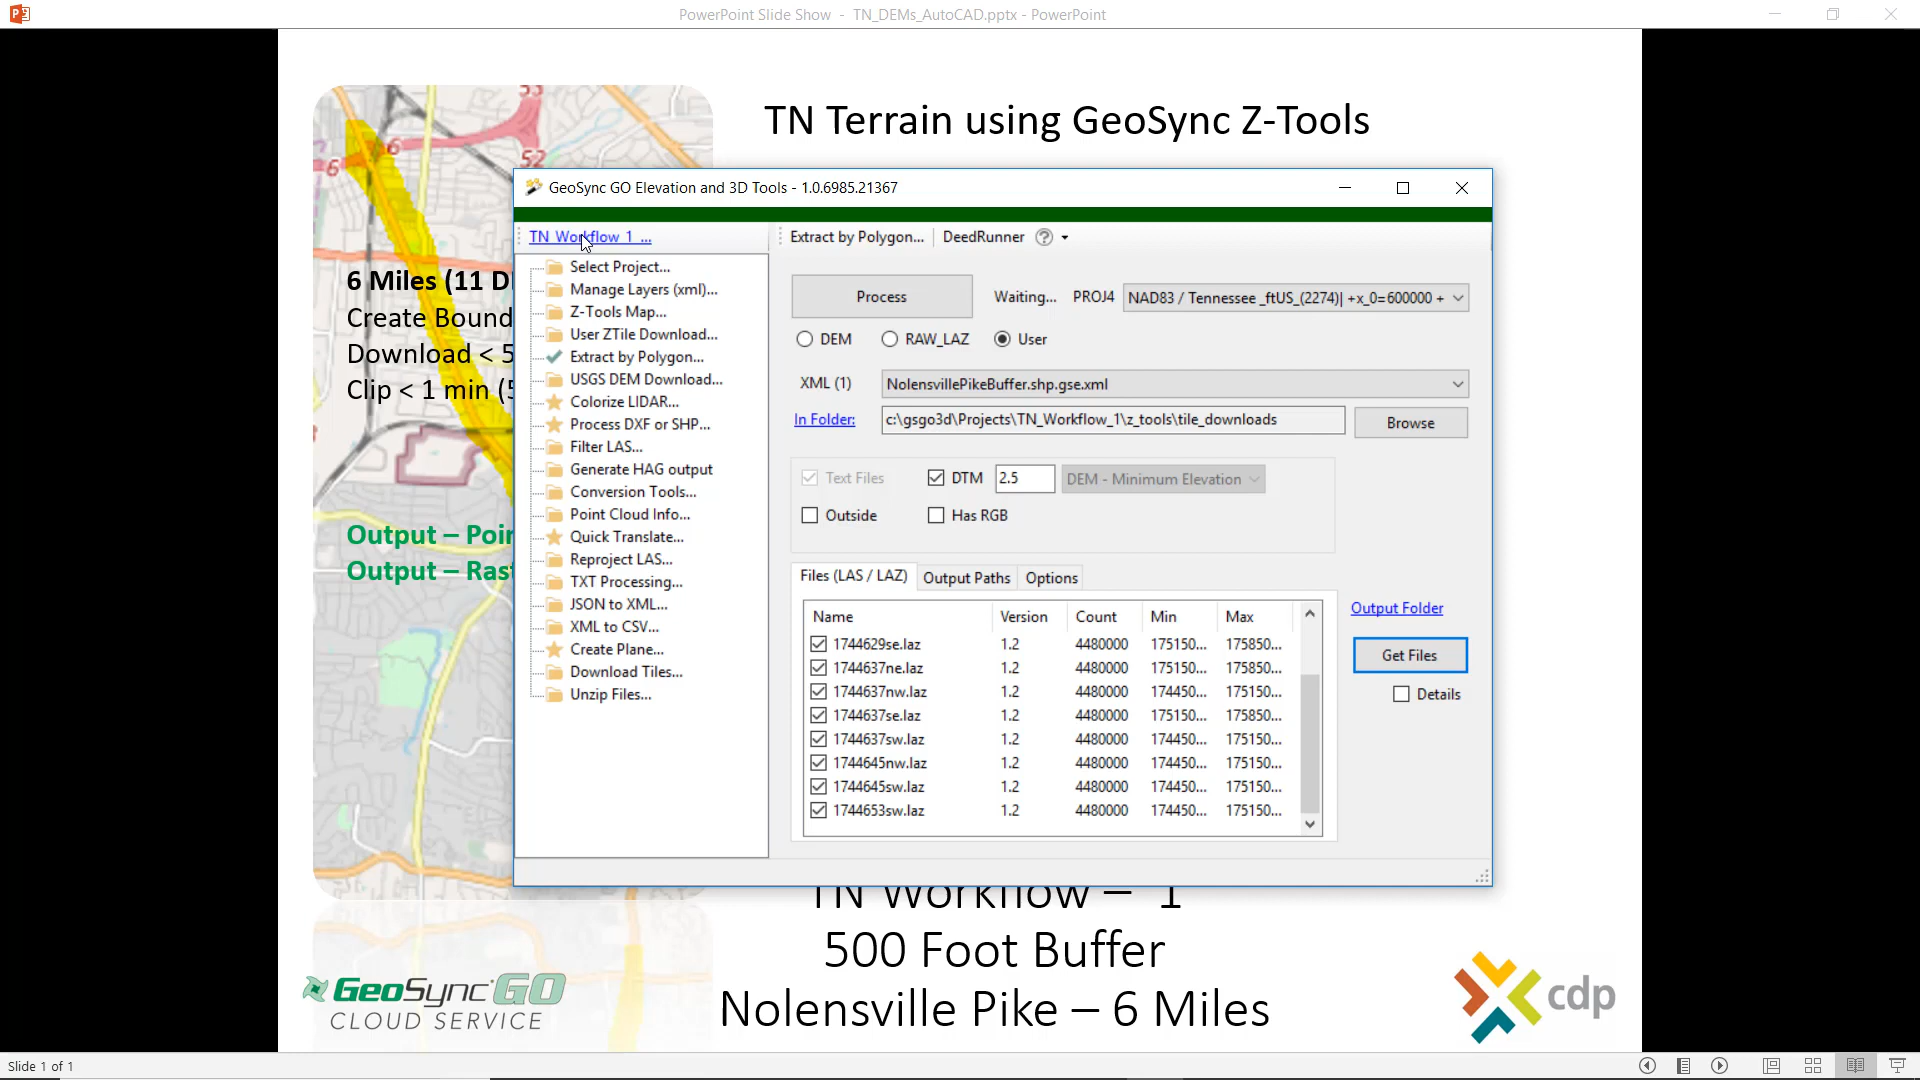 PowerPoint Slide Show - TN_DEMs_AutoCAD.pptx - PowerPoint
TN Terrain using GeoSync Z-Tools
6
6
52
6 Miles (11 D
Create Bound
Download < 5
Clip < 1 min (5
Output – Poin
Output – Rast
GeoSync GO Elevation and 3D Tools - 1.0.6985.21367
TN_Workflow_1 ...
Select Project...
Manage Layers (xml)...
Z-Tools Map...
User ZTile Download...
Extract by Polygon...
USGS DEM Download...
Colorize LIDAR...
Process DXF or SHP...
Filter LAS...
Generate HAG output
Conversion Tools...
Point Cloud Info...
Quick Translate...
Reproject LAS...
TXT Processing...
JSON to XML...
XML to CSV...
Create Plane...
Download Tiles...
Unzip Files...
Extract by Polygon... DeedRunner ?
Process Waiting... PROJ4 NAD83 / Tennessee _ftUS_(2274)| +x_0=600000 +
DEM RAW_LAZ User
XML (1) NolensvillePikeBuffer.shp.gse.xml
In Folder: c:\gsgo3d\Projects\TN_Workflow_1\z_tools\tile_downloads Browse
Text Files DTM 2.5 DEM - Minimum Elevation
Outside Has RGB
Files (LAS / LAZ) Output Paths Options
Name Version Count Min Max
1744629se.laz 1.2 4480000 175150... 175850...
1744637ne.laz 1.2 4480000 175150... 175850...
1744637nw.laz 1.2 4480000 174450... 175150...
1744637se.laz 1.2 4480000 175150... 175850...
1744637sw.laz 1.2 4480000 174450... 175150...
1744645nw.laz 1.2 4480000 174450... 175150...
1744645sw.laz 1.2 4480000 174450... 175150...
1744653sw.laz 1.2 4480000 174450... 175150...
Output Folder
Get Files
Details
TN Workflow – 1
500 Foot Buffer
Nolensville Pike – 6 Miles
GeoSync GO
CLOUD SERVICE
cdp
Slide 1 of 1